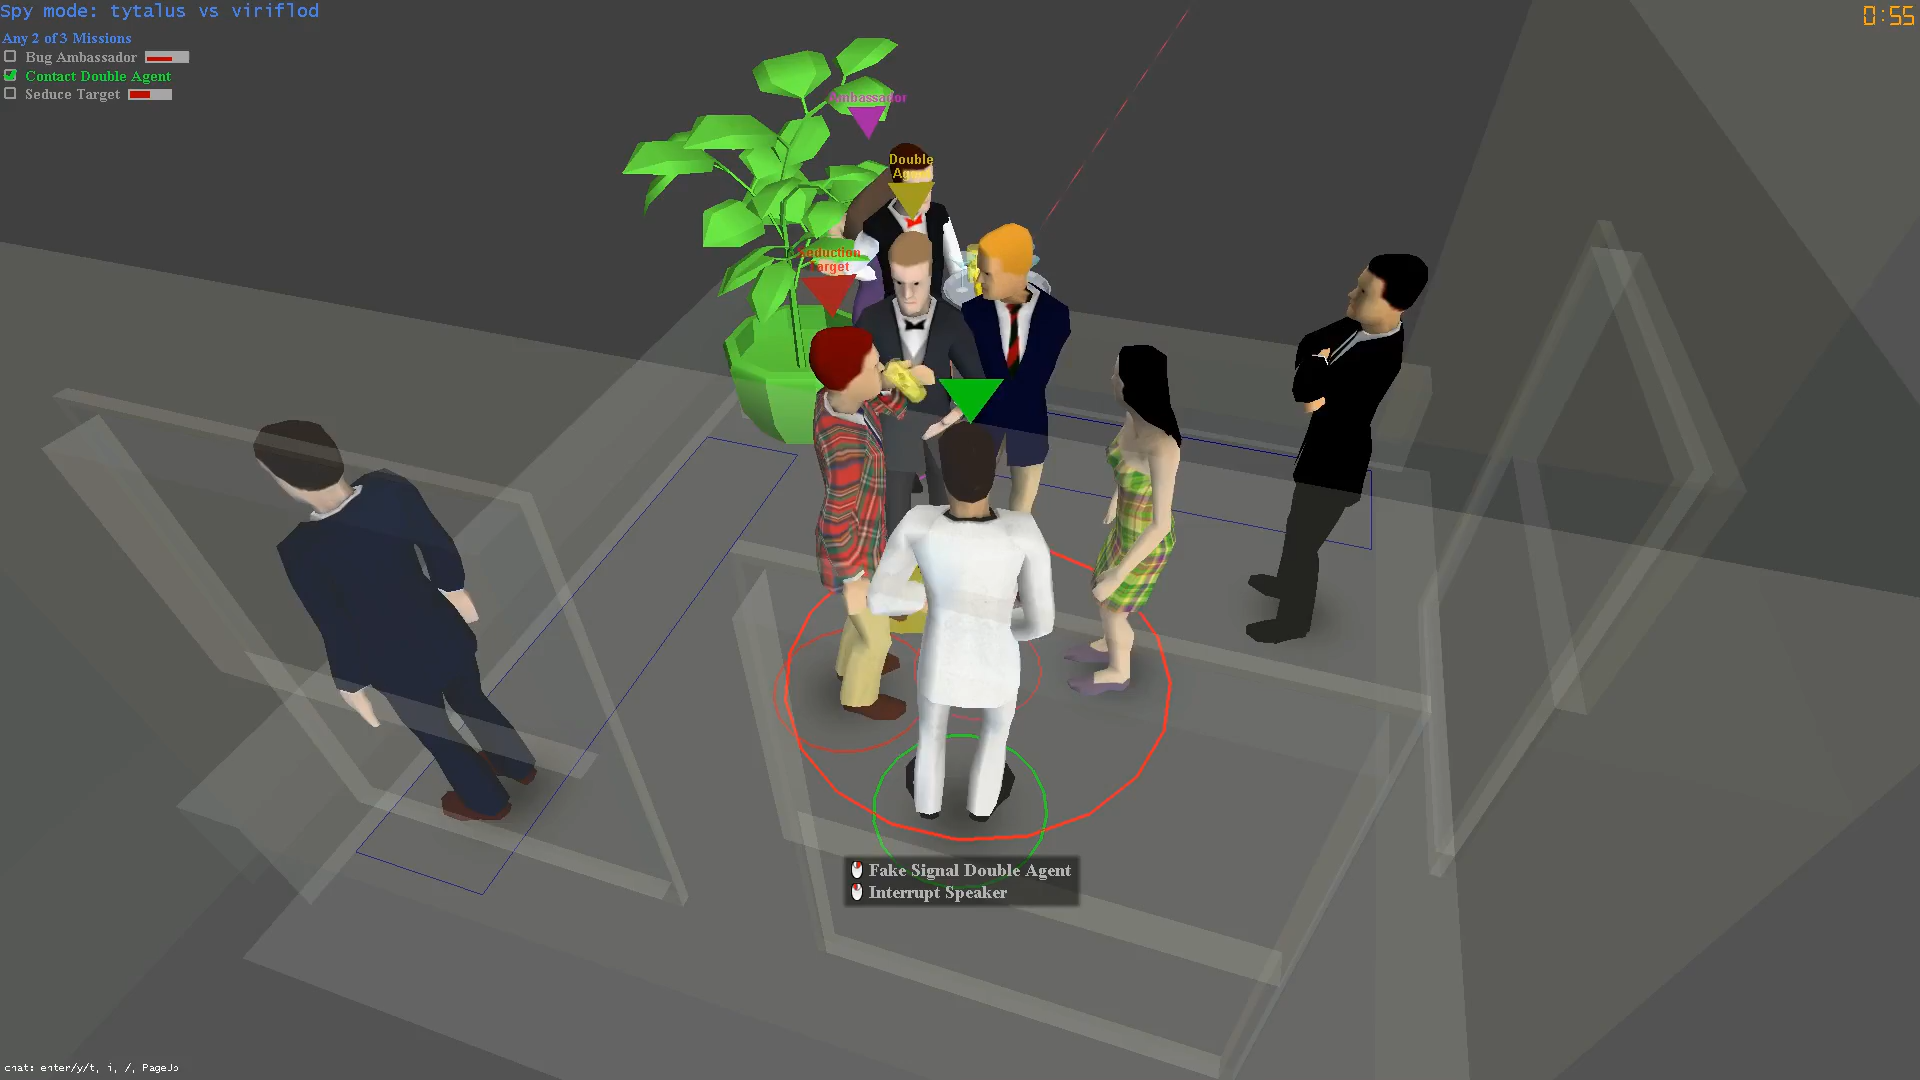 Spy mode: tytalus vs viriflod
0:55
Any 2 of 3 Missions
Bug Ambassador
Contact Double Agent
Seduce Target
Ambassador
Double
Agent
Seduction
Target
Fake Signal Double Agent
Interrupt Speaker
chat: enter/y/t, i, /, PageUp